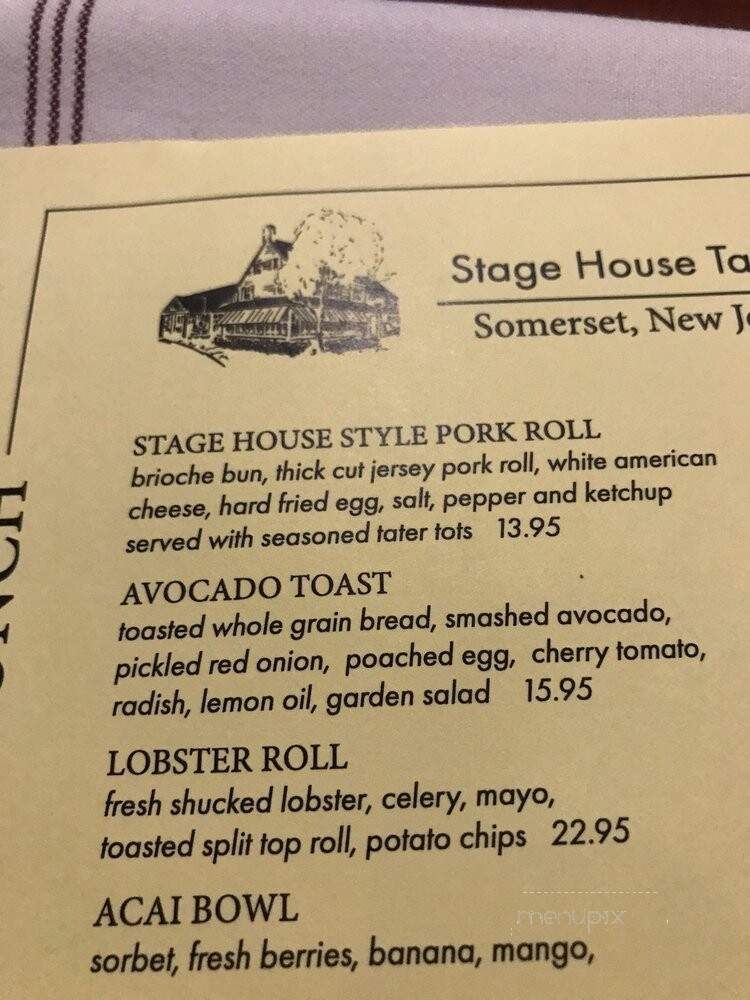 Stage House
Somerset, New
STAGE HOUSE STYLE PORK ROLL
brioche bun, thick cut jersey pork roll, white american
cheese, hard fried egg, salt, pepper and ketchup
served with seasoned tater tots 13.95
AVOCADO TOAST
toasted whole grain bread, smashed avocado,
pickled red onion, poached egg, cherry tomato,
radish, lemon oil, garden salad 15.95
LOBSTER ROLL
fresh shucked lobster, celery, mayo,
toasted split top roll, potato chips 22.95
ACAI BOWL
sorbet, fresh berries, banana, mango,
menupix